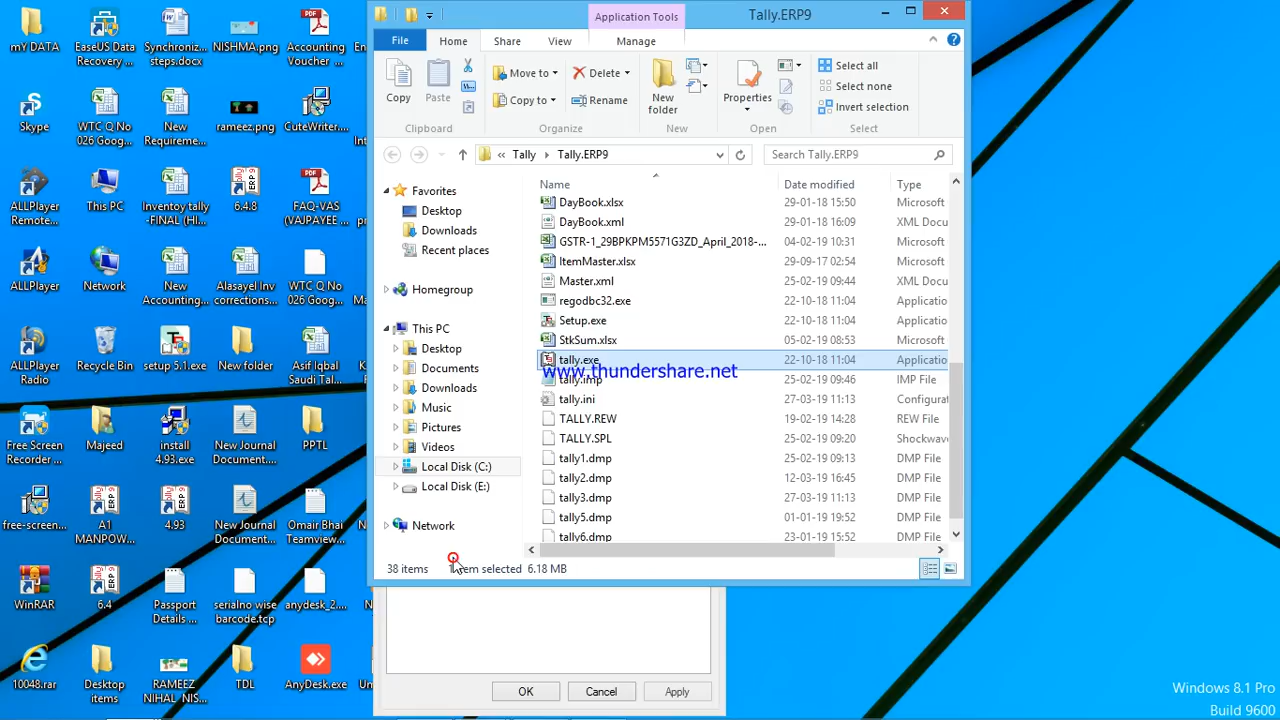 mY DATA
EaseUS Data
Recovery ...
Synchroniz...
steps.docx
NISHMA.png
Accounting
Voucher ...
Skype
WTC Q No
026 Goog...
New
Requireme...
rameez.png
CuteWriter....
ALLPlayer
Remote...
This PC
Inventoy tally
-FINAL (HI...
6.4.8
FAQ-VAS
(VAJPAYEE ...
ALLPlayer
Network
New
Accounting...
Alasayel Inv
corrections...
WTC Q No
026 Goog...
ALLPlayer
Radio
Recycle Bin
setup 5.1.exe
New folder
Asif Iqbal
Saudi Tal...
Free Screen
Recorder ...
Majeed
install
4.93.exe
New Journal
Document...
PPTL
free-screen...
A1
MANPOW...
4.93
New Journal
Document...
Omair Bhai
Teamview...
WinRAR
6.4
Passport
Details ...
serialno wise
barcode.tcp
anydesk_2...
10048.rar
Desktop
items
RAMEEZ
NIHAL_NIS...
TDL
AnyDesk.exe
Application Tools
Tally.ERP9
File
Home
Share
View
Manage
Copy
Paste
Move to
Copy to
Delete
Rename
New
folder
Properties
Select all
Select none
Invert selection
Clipboard
Organize
New
Open
Select
« Tally
Tally.ERP9
Search Tally.ERP9
Favorites
Desktop
Downloads
Recent places
Homegroup
This PC
Desktop
Documents
Downloads
Music
Pictures
Videos
Local Disk (C:)
Local Disk (E:)
Network
Name Date modified Type
DayBook.xlsx 29-01-18 15:50 Microsoft
DayBook.xml 29-01-18 16:09 XML Docu
GSTR-1_29BPKPM5571G3ZD_April_2018-... 04-02-19 10:31 Microsoft
ItemMaster.xlsx 29-09-17 02:54 Microsoft
Master.xml 25-02-19 09:44 XML Docu
regodbc32.exe 22-10-18 11:04 Applicatio
Setup.exe 22-10-18 11:04 Applicatio
StkSum.xlsx 05-02-19 08:53 Microsoft
tally.exe 22-10-18 11:04 Applicatio
www.thundershare.net
tally.imp 25-02-19 09:46 IMP File
tally.ini 27-03-19 11:13 Configurat
TALLY.REW 19-02-19 14:28 REW File
TALLY.SPL 25-02-19 09:20 Shockwave
tally1.dmp 25-02-19 09:13 DMP File
tally2.dmp 12-03-19 16:45 DMP File
tally3.dmp 27-03-19 11:13 DMP File
tally5.dmp 01-01-19 19:52 DMP File
tally6.dmp 23-01-19 15:52 DMP File
38 items
item selected 6.18 MB
OK
Cancel
Apply
Windows 8.1 Pro
Build 9600